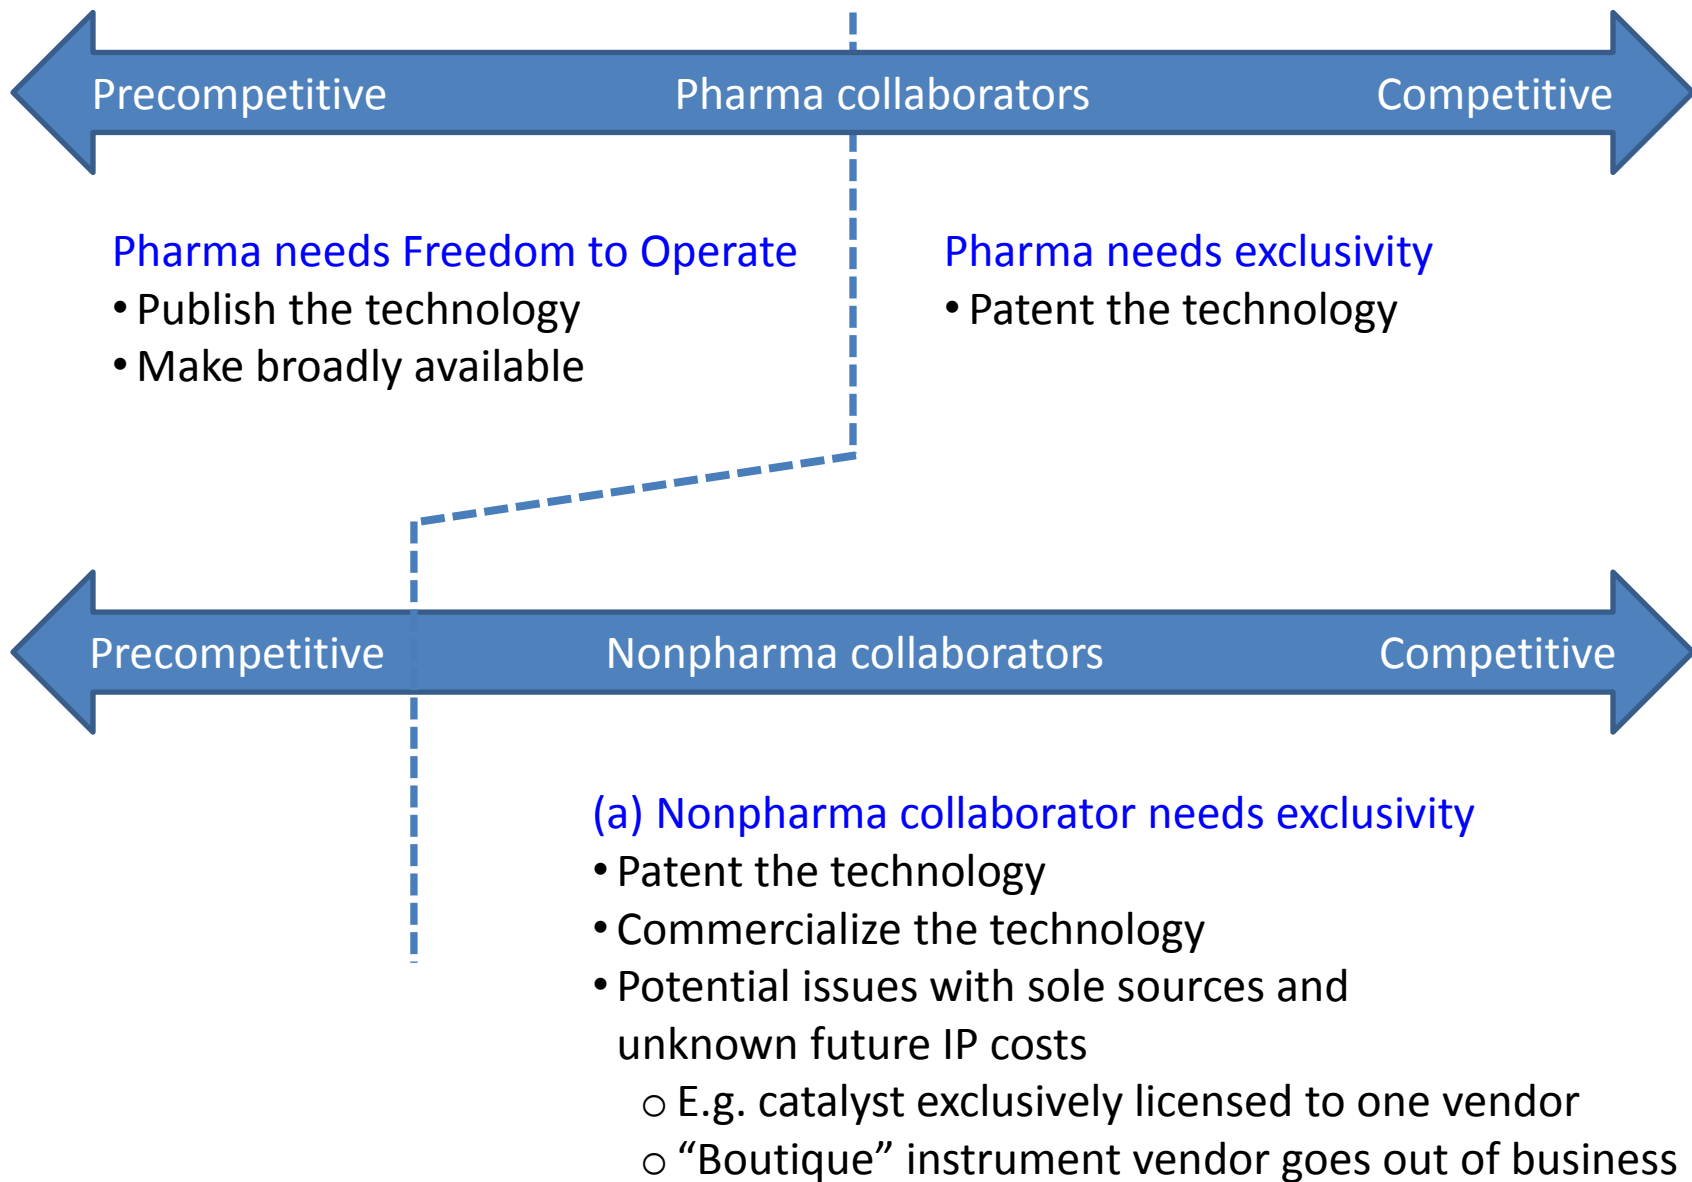 Precompetitive Pharma collaborators Competitive
Pharma needs Freedom to Operate
• Publish the technology
• Make broadly available
Pharma needs exclusivity
• Patent the technology
Precompetitive Nonpharma collaborators Competitive
(a) Nonpharma collaborator needs exclusivity
• Patent the technology
• Commercialize the technology
• Potential issues with sole sources and
unknown future IP costs
o E.g. catalyst exclusively licensed to one vendor
o “Boutique” instrument vendor goes out of business